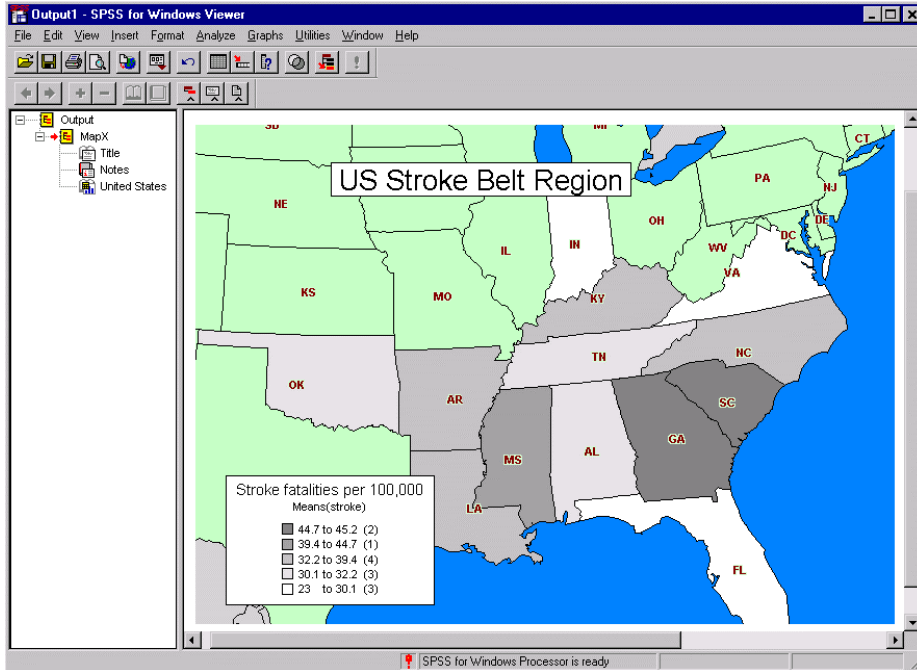 Output1 - SPSS for Windows Viewer
File Edit View Insert Format Analyze Graphs Utilities Window Help
Output
MapX
Title
Notes
United States
SD
MI
CT
US Stroke Belt Region
PA
NJ
NE
OH
DE
IL
IN
WV
DC
VA
KS
MO
KY
NC
TN
OK
AR
SC
GA
MS
AL
LA
FL
Stroke fatalities per 100,000
Means(stroke)
44.7 to 45.2 (2)
39.4 to 44.7 (1)
32.2 to 39.4 (4)
30.1 to 32.2 (3)
23 to 30.1 (3)
SPSS for Windows Processor is ready